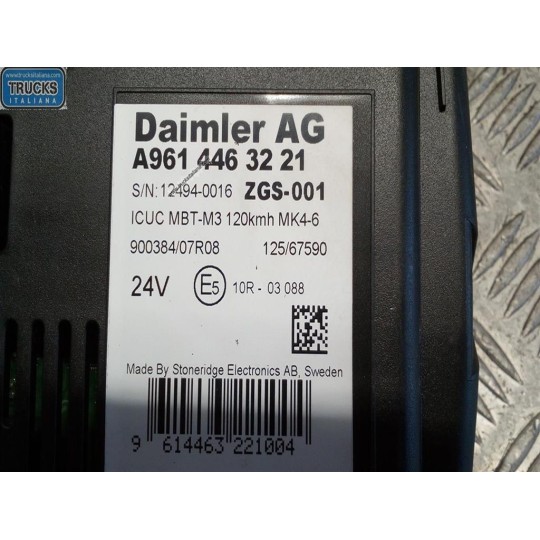 www.trucksitaliana.com
TRUCKS
ITALIANA
Daimler AG
A961 446 32 21
S/N: 12494-0016 ZGS-001
ICUC MBT-M3 120kmh MK4-6
900384/07R08 125/67590
24V E5 10R - 03 088
Made By Stoneridge Electronics AB, Sweden
9 614463 221004